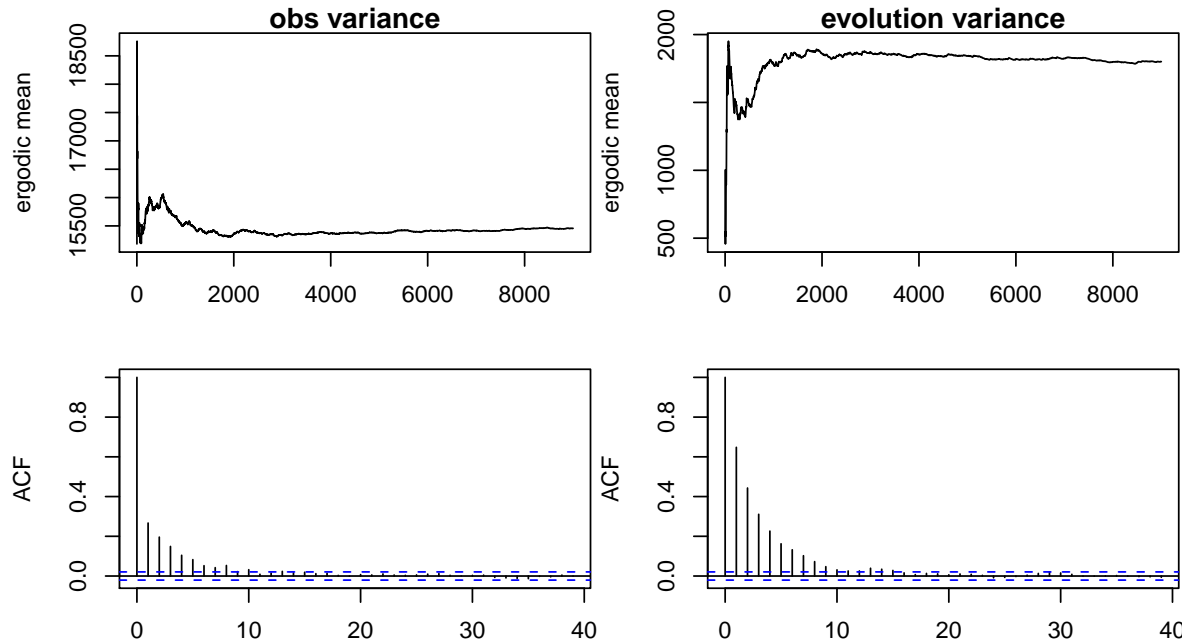 obs variance
ergodic mean
15500 17000 18500
0 2000 4000 6000 8000
evolution variance
ergodic mean
500 1000 2000
0 2000 4000 6000 8000
ACF
0.0 0.4 0.8
0 10 20 30 40
ACF
0.0 0.4 0.8
0 10 20 30 40